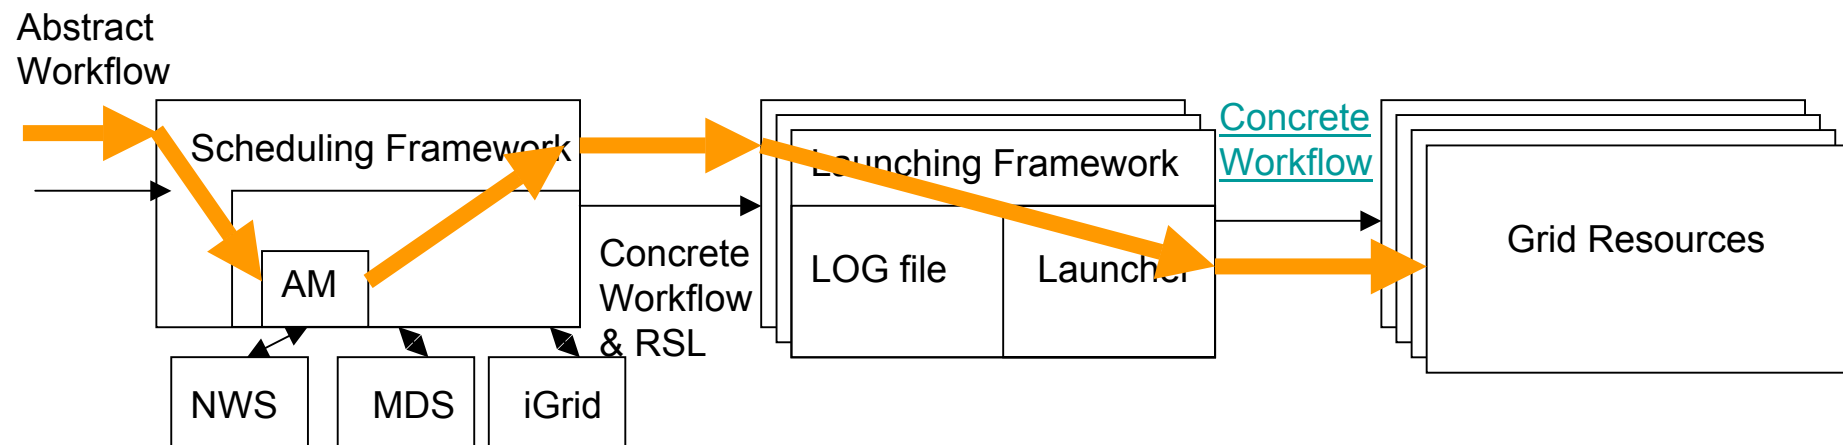 Abstract
Workflow
Scheduling Framework
AM
NWS
MDS
iGrid
Concrete
Workflow
& RSL
Launching Framework
LOG file
Launcher
Concrete
Workflow
Grid Resources